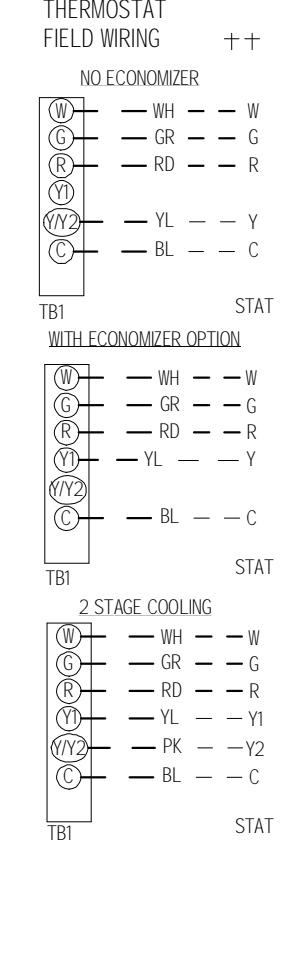 THERMOSTAT
FIELD WIRING ++
NO ECONOMIZER
W WH W
G GR G
R RD R
Y1
Y/Y2 YL Y
C BL C
TB1 STAT
WITH ECONOMIZER OPTION
W WH W
G GR G
R RD R
Y1 YL Y
Y/Y2
C BL C
TB1 STAT
2 STAGE COOLING
W WH W
G GR G
R RD R
Y1 YL Y1
Y/Y2 PK Y2
C BL C
TB1 STAT